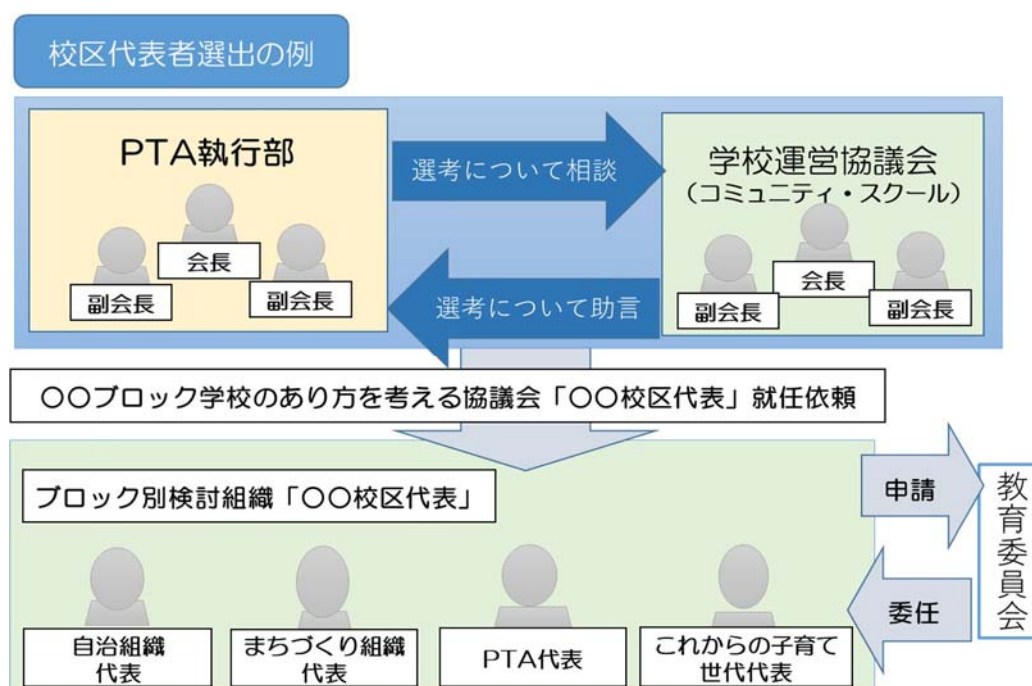 校区代表者選出の例
PTA執行部
会長
副会長
副会長
選考について相談
選考について助言
学校運営協議会
（コミュニティ・スクール）
会長
副会長
副会長
〇〇ブロック学校のあり方を考える協議会「〇〇校区代表」就任依頼
ブロック別検討組織「〇〇校区代表」
自治組織
代表
まちづくり組織
代表
PTA代表
これからの子育て
世代代表
申請
委任
教育委員会